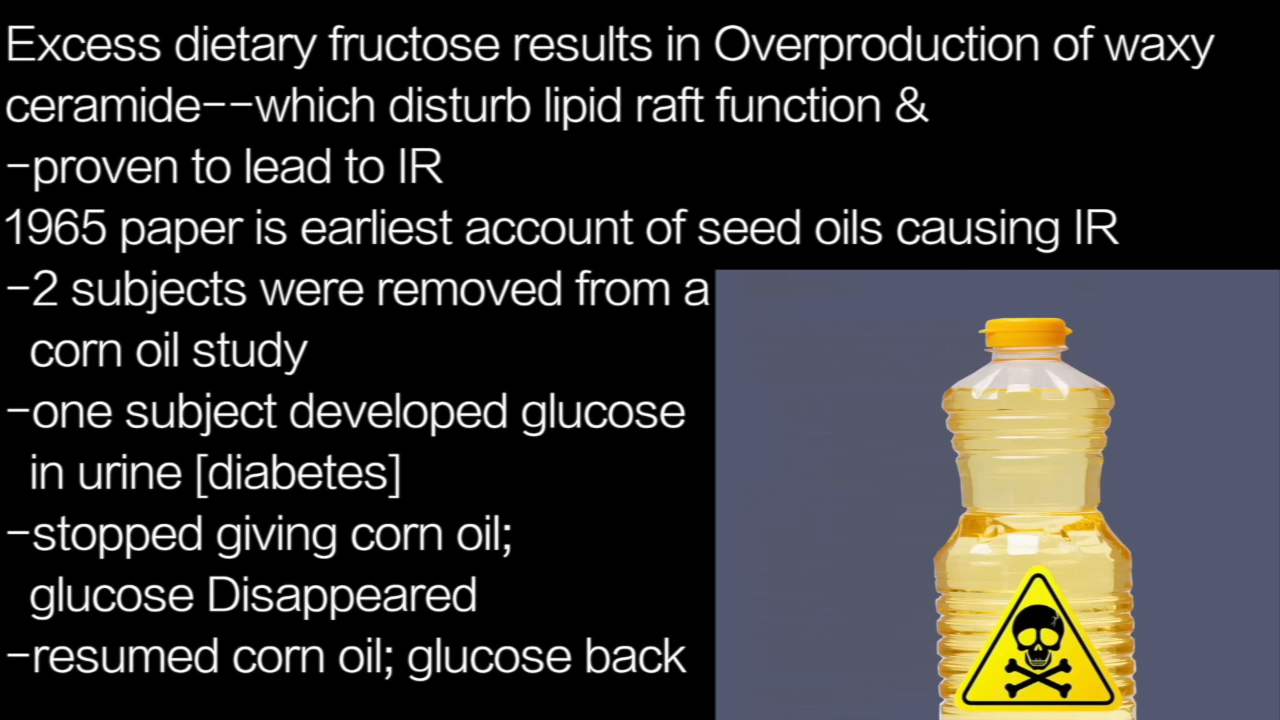 Excess dietary fructose results in Overproduction of waxy
ceramide--which disturb lipid raft function &
-proven to lead to IR
1965 paper is earliest account of seed oils causing IR
-2 subjects were removed from a
corn oil study
-one subject developed glucose
in urine [diabetes]
-stopped giving corn oil;
glucose Disappeared
-resumed corn oil; glucose back